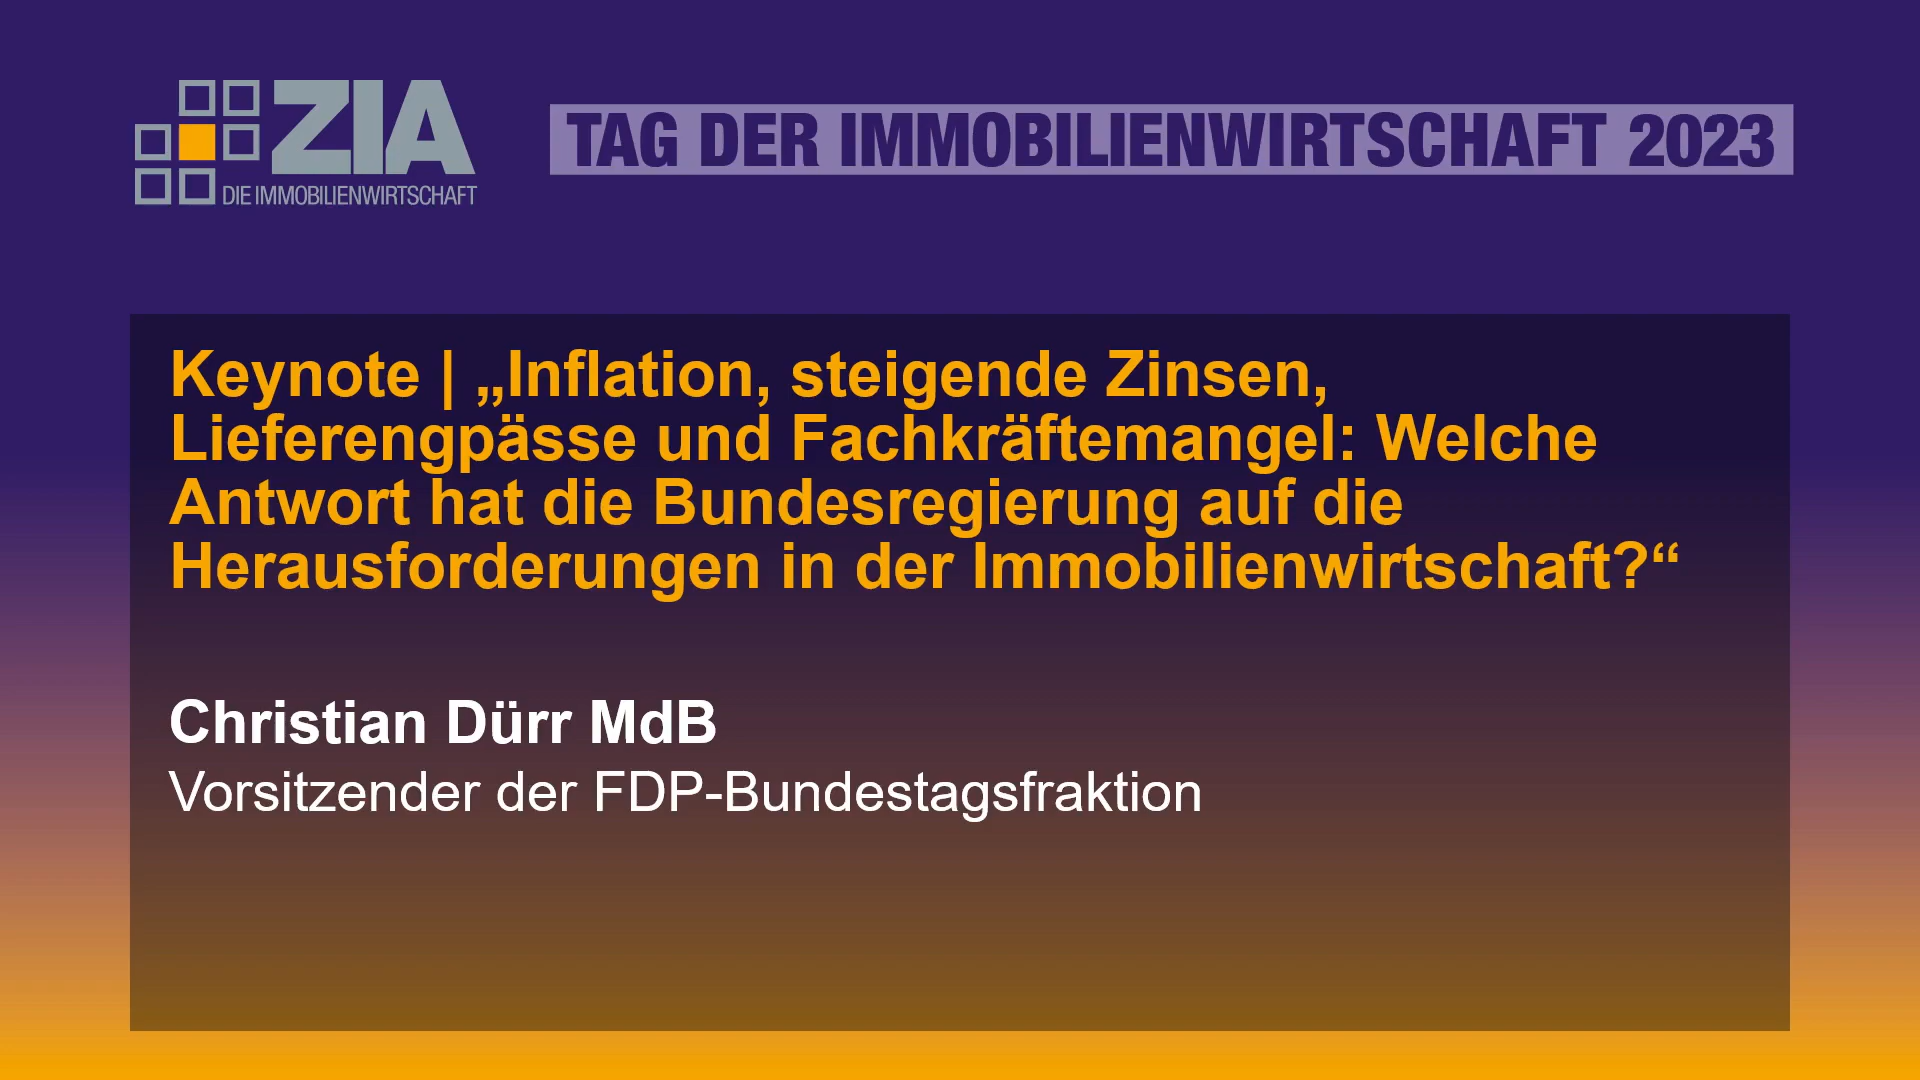 ZIA
DIE IMMOBILIENWIRTSCHAFT
TAG DER IMMOBILIENWIRTSCHAFT 2023
Keynote | „Inflation, steigende Zinsen,
Lieferengpässe und Fachkräftemangel: Welche
Antwort hat die Bundesregierung auf die
Herausforderungen in der Immobilienwirtschaft?“
Christian Dürr MdB
Vorsitzender der FDP-Bundestagsfraktion